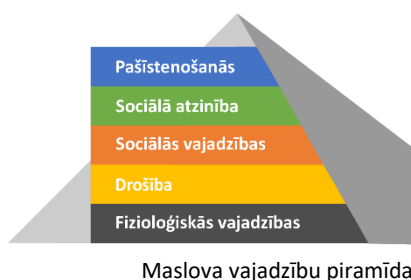 Pašīstenošanās
Sociālā atzinība
Sociālās vajadzības
Drošība
Fizioloģiskās vajadzības
Maslova vajadzību piramīda